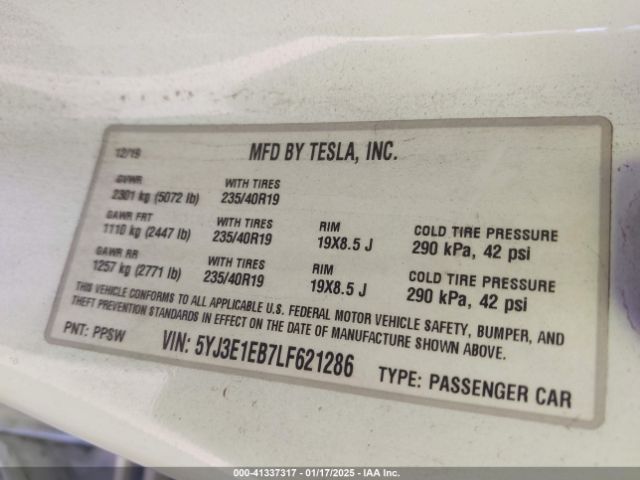 12/19
MFD BY TESLA, INC.
GVWR
2301 kg (5072 lb)
WITH TIRES
235/40R19
GAWR FRT
1110 kg (2447 lb)
WITH TIRES
235/40R19
RIM
19X8.5 J
COLD TIRE PRESSURE
290 kPa, 42 psi
GAWR RR
1257 kg (2771 lb)
WITH TIRES
235/40R19
RIM
19X8.5 J
COLD TIRE PRESSURE
290 kPa, 42 psi
THIS VEHICLE CONFORMS TO ALL APPLICABLE U.S. FEDERAL MOTOR VEHICLE SAFETY, BUMPER, AND
THEFT PREVENTION STANDARDS IN EFFECT ON THE DATE OF MANUFACTURE SHOWN ABOVE.
PNT: PPSW
VIN: 5YJ3E1EB7LF621286
TYPE: PASSENGER CAR
000-41337317 - 01/17/2025 - IAA Inc.